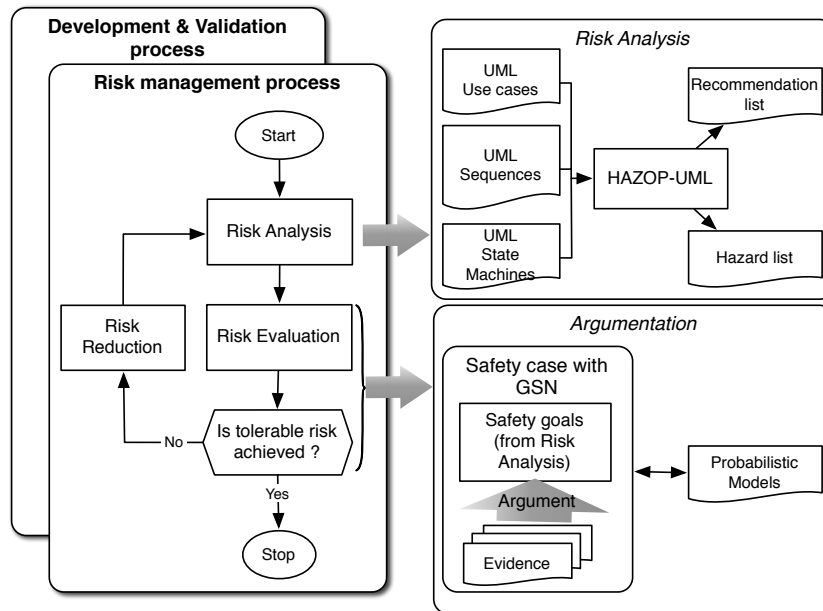 Development & Validation
process
Risk management process
Start
Risk Analysis
Risk
Reduction
Risk Evaluation
Is tolerable risk
achieved ?
No
Yes
Stop
Risk Analysis
UML
Use cases
UML
Sequences
UML
State
Machines
HAZOP-UML
Recommendation
list
Hazard list
Argumentation
Safety case with
GSN
Safety goals
(from Risk
Analysis)
Argument
Evidence
Probabilistic
Models